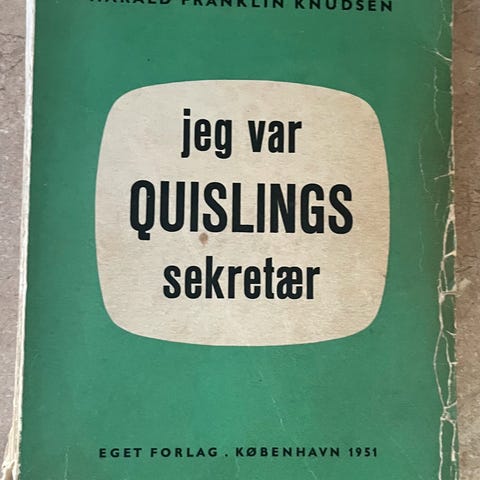 HARALD FRANKLIN KNUDSEN
jeg var
QUISLINGS
sekretær
EGET FORLAG . KØBENHAVN 1951